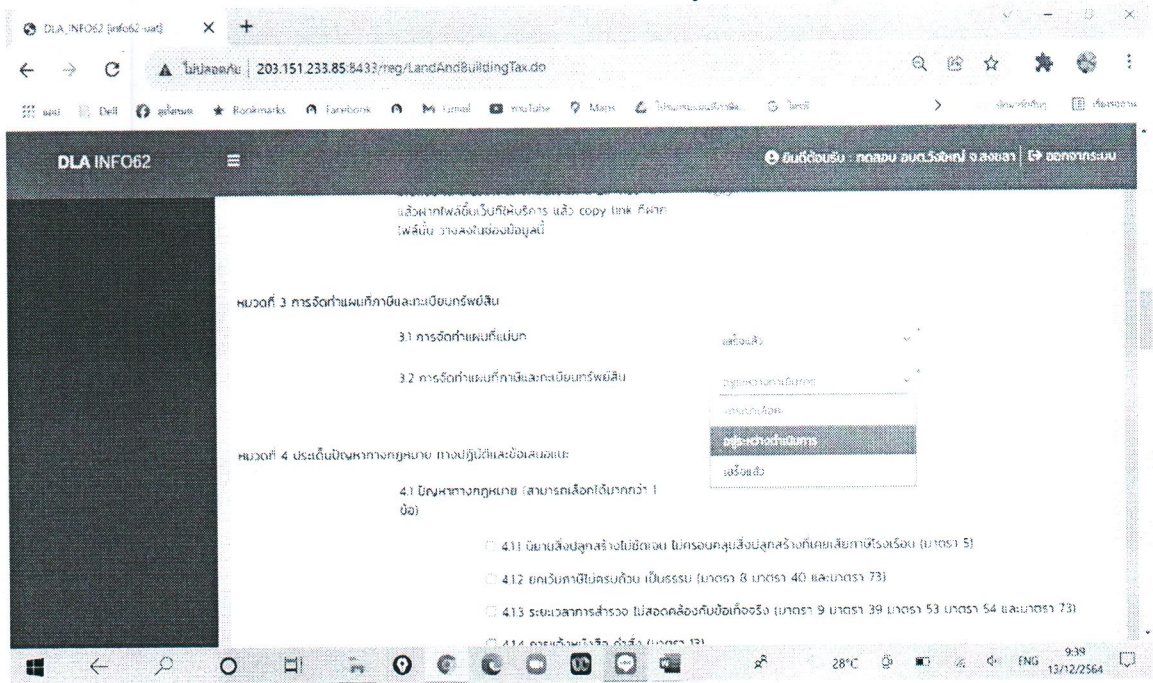 DLA_INFO62 [info62-uat]
ไม่ปลอดภัย 203.151.233.85:8433/reg/LandAndBuildingTax.do
Dell Bookmarks Facebook Gmail YouTube Maps
DLA INFO62 ยินดีต้อนรับ : ทดสอบ อบต.วังใหญ่ จ.สงขลา ออกจากระบบ
แล้วฝากไฟล์ขึ้นเว็บที่ให้บริการ แล้ว copy link ที่ฝาก
ไฟล์นั้น วางลงในช่องข้อมูลนี้
หมวดที่ 3 การจัดทำแผนที่ภาษีและทะเบียนทรัพย์สิน
3.1 การจัดทำแผนที่แม่บท เสร็จแล้ว *
3.2 การจัดทำแผนที่ภาษีและทะเบียนทรัพย์สิน อยู่ระหว่างดำเนินการ *
อยู่ระหว่างดำเนินการ
เสร็จแล้ว
หมวดที่ 4 ประเด็นปัญหาทางกฎหมาย ทางปฏิบัติและข้อเสนอแนะ
4.1 ปัญหาทางกฎหมาย (สามารถเลือกได้มากกว่า 1
ข้อ)
4.1.1 นิยามสิ่งปลูกสร้างไม่ชัดเจน ไม่ครอบคลุมสิ่งปลูกสร้างที่เคยเสียภาษีโรงเรือน (มาตรา 5)
4.1.2 ยกเว้นภาษีไม่ครบถ้วน เป็นธรรม (มาตรา 8 มาตรา 40 และมาตรา 73)
4.1.3 ระยะเวลาการสำรวจ ไม่สอดคล้องกับข้อเท็จจริง (มาตรา 9 มาตรา 39 มาตรา 53 มาตรา 54 และมาตรา 73)
4.1.4 การแจ้งหนังสือ คำสั่ง (มาตรา 13)
28°C ENG 9:39
13/12/2564